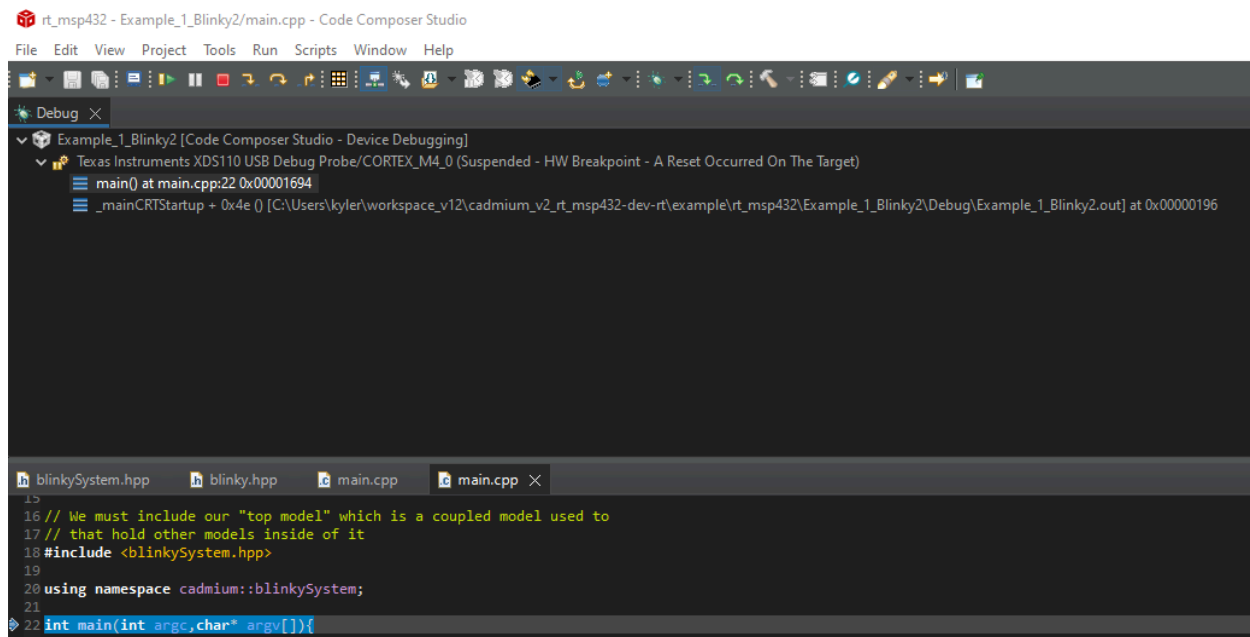 rt_msp432 - Example_1_Blinky2/main.cpp - Code Composer Studio
File Edit View Project Tools Run Scripts Window Help
Debug
Example_1_Blinky2 [Code Composer Studio - Device Debugging]
Texas Instruments XDS110 USB Debug Probe/CORTEX_M4_0 (Suspended - HW Breakpoint - A Reset Occurred On The Target)
main() at main.cpp:22 0x00001694
_mainCRTStartup + 0x4e () [C:\Users\kyler\workspace_v12\cadmium_v2_rt_msp432-dev-rt\example\rt_msp432\Example_1_Blinky2\Debug\Example_1_Blinky2.out] at 0x00000196
blinkySystem.hpp blinky.hpp main.cpp main.cpp
15
16 // We must include our "top model" which is a coupled model used to
17 // that hold other models inside of it
18 #include <blinkySystem.hpp>
19
20 using namespace cadmium::blinkySystem;
21
22 int main(int argc,char* argv[]){